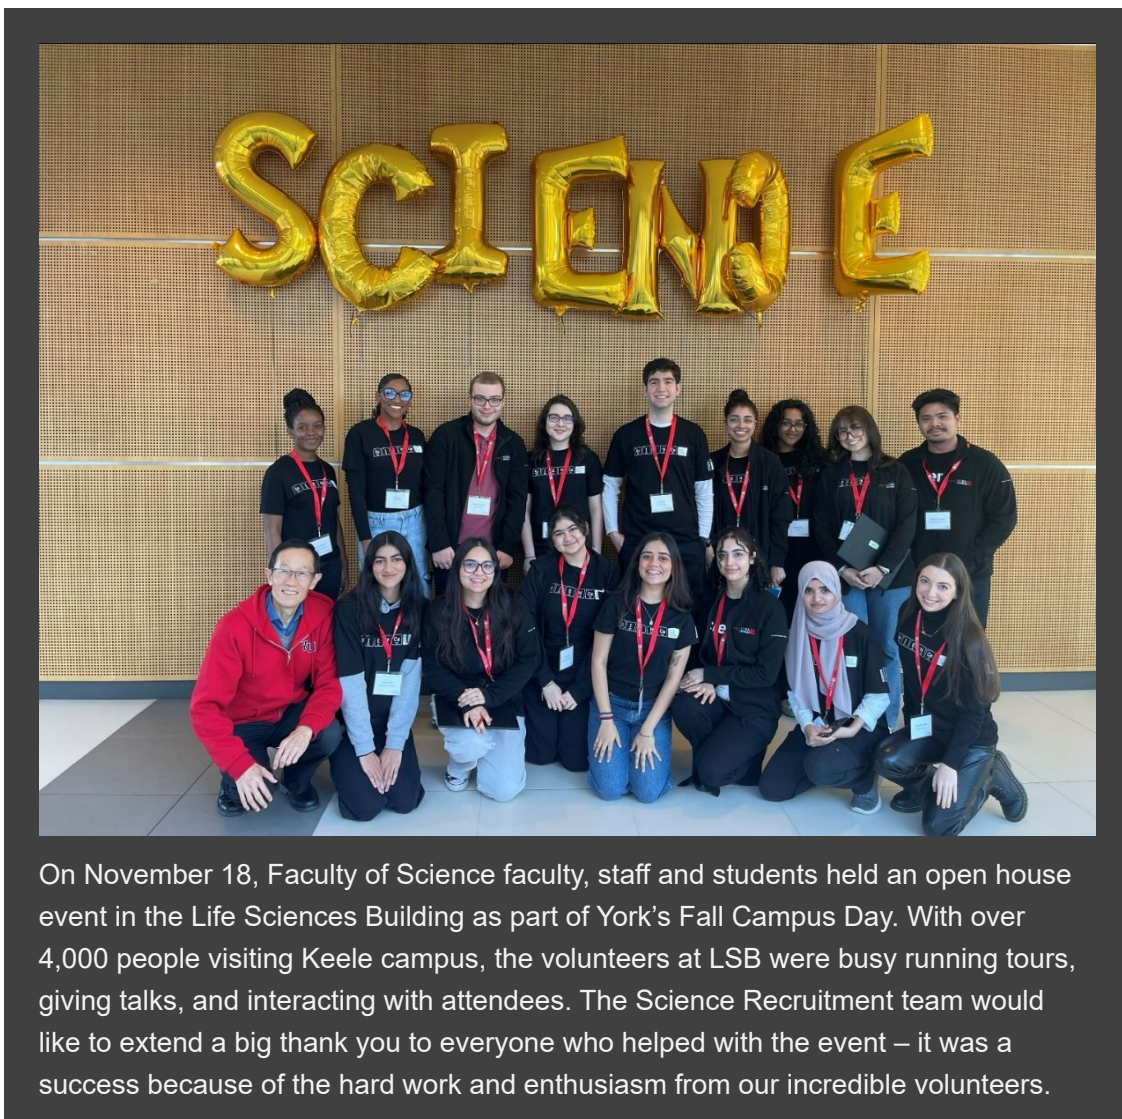 SCIENCE
YU
On November 18, Faculty of Science faculty, staff and students held an open house
event in the Life Sciences Building as part of York’s Fall Campus Day. With over
4,000 people visiting Keele campus, the volunteers at LSB were busy running tours,
giving talks, and interacting with attendees. The Science Recruitment team would
like to extend a big thank you to everyone who helped with the event – it was a
success because of the hard work and enthusiasm from our incredible volunteers.